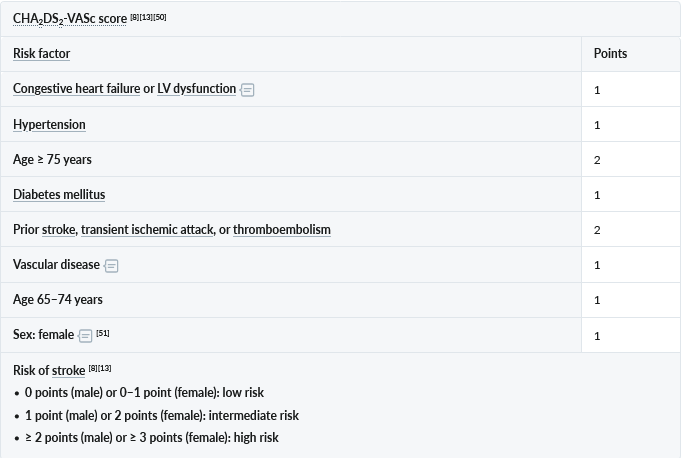 CHA₂DS₂-VASc score [8][13][50]
Risk factor Points
Congestive heart failure or LV dysfunction 1
Hypertension 1
Age ≥ 75 years 2
Diabetes mellitus 1
Prior stroke, transient ischemic attack, or thromboembolism 2
Vascular disease 1
Age 65–74 years 1
Sex: female [51] 1
Risk of stroke [8][13]
• 0 points (male) or 0–1 point (female): low risk
• 1 point (male) or 2 points (female): intermediate risk
• ≥ 2 points (male) or ≥ 3 points (female): high risk